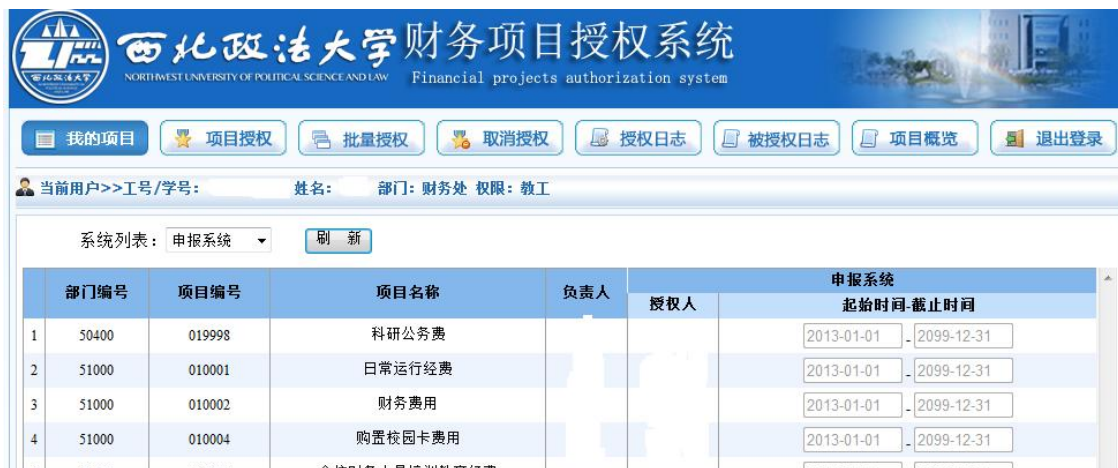 西北政法大学 财务项目授权系统
NORTHWEST UNIVERSITY OF POLITICAL SCIENCE AND LAW Financial projects authorization system
西北政法大学
我的项目 项目授权 批量授权 取消授权 授权日志 被授权日志 项目概览 退出登录
当前用户>>工号/学号: 姓名: 部门: 财务处 权限: 教工
系统列表: 申报系统 刷 新
部门编号 项目编号 项目名称 负责人 申报系统
授权人 起始时间-截止时间
1 50400 019998 科研公务费 2013-01-01 - 2099-12-31
2 51000 010001 日常运行经费 2013-01-01 - 2099-12-31
3 51000 010002 财务费用 2013-01-01 - 2099-12-31
4 51000 010004 购置校园卡费用 2013-01-01 - 2099-12-31